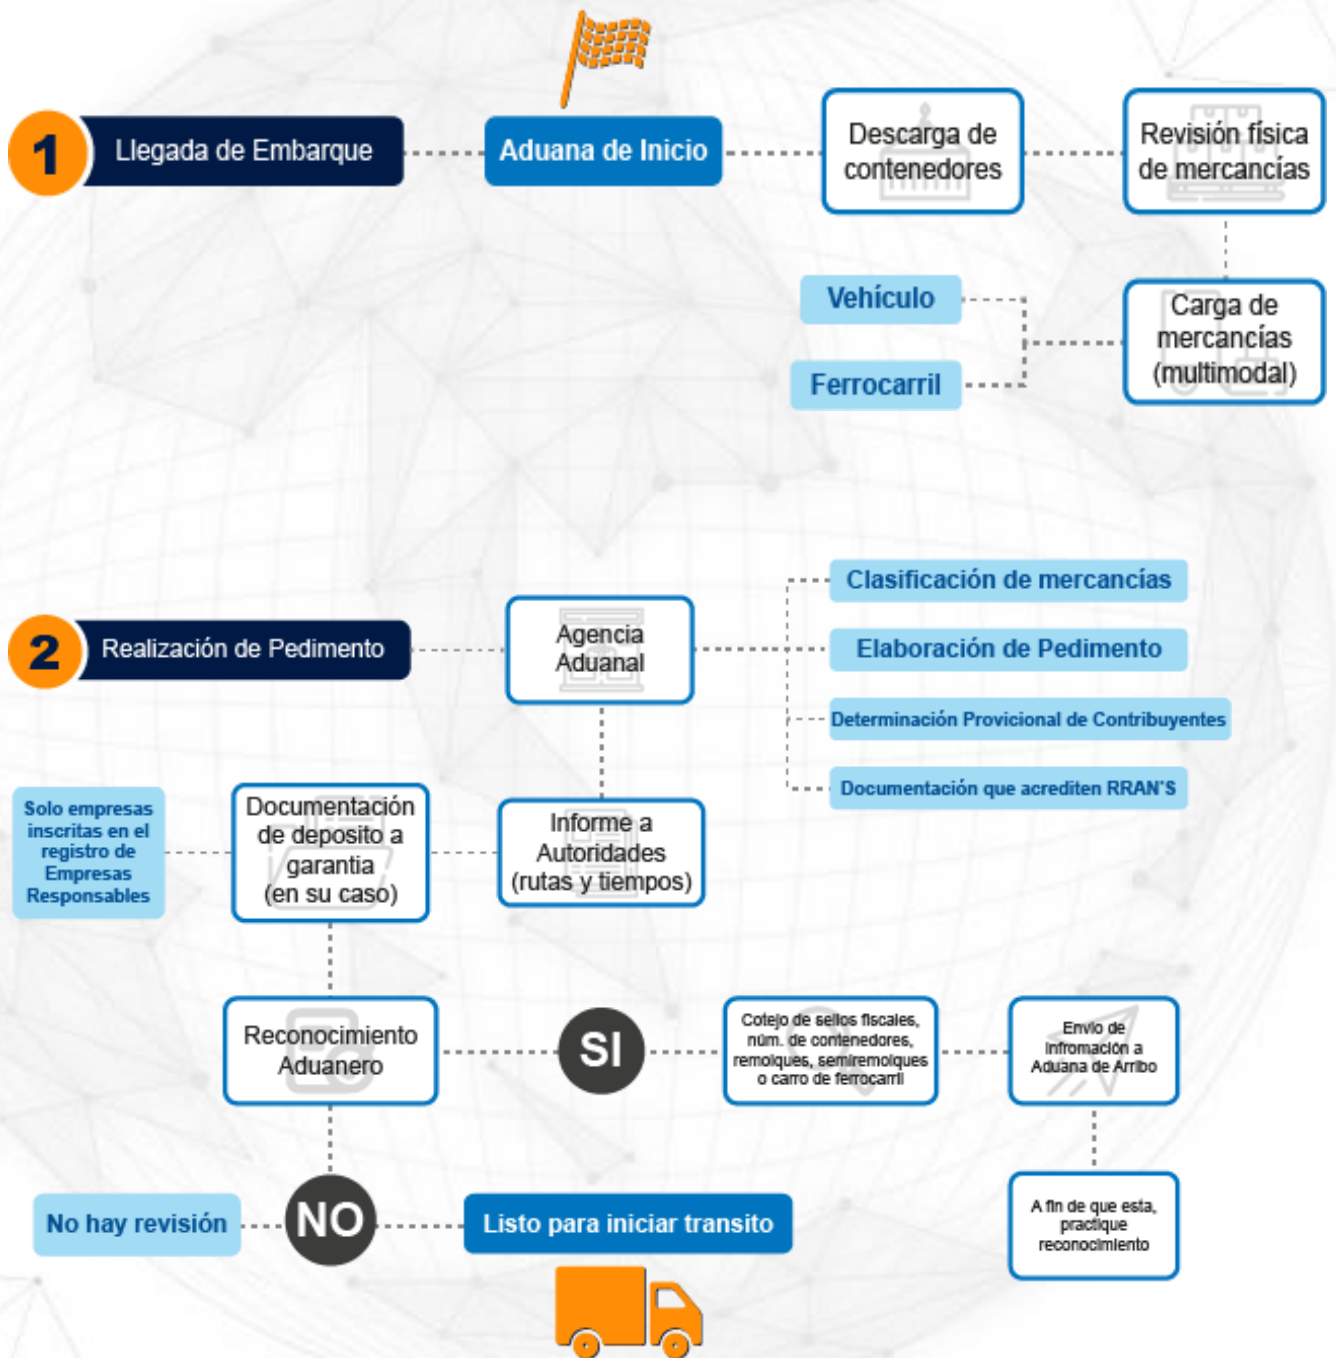 1
Llegada de Embarque
Aduana de Inicio
Descarga de
contenedores
Revisión física
de mercancías
Carga de
mercancías
(multimodal)
Vehículo
Ferrocarril
2
Realización de Pedimento
Agencia
Aduanal
Clasificación de mercancías
Elaboración de Pedimento
Determinación Provicional de Contribuyentes
Documentación que acrediten RRAN'S
Informe a
Autoridades
(rutas y tiempos)
Documentación
de deposito a
garantia
(en su caso)
Solo empresas
inscritas en el
registro de
Empresas
Responsables
Reconocimiento
Aduanero
SI
Cotejo de sellos fiscales,
núm. de contenedores,
remolques, semiremolques
o carro de ferrocarril
Envio de
Infromación a
Aduana de Arribo
A fin de que esta,
practique
reconocimiento
NO
No hay revisión
Listo para iniciar transito